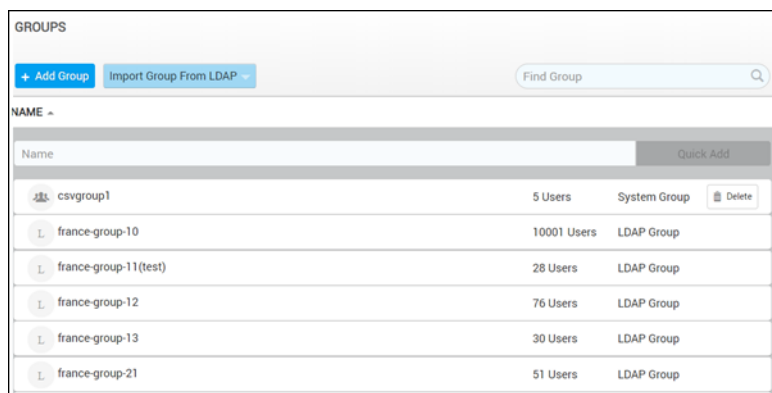 GROUPS
+ Add Group Import Group From LDAP Find Group
NAME
Name Quick Add
csvgroup1 5 Users System Group Delete
L france-group-10 10001 Users LDAP Group
L france-group-11(test) 28 Users LDAP Group
L france-group-12 76 Users LDAP Group
L france-group-13 30 Users LDAP Group
L france-group-21 51 Users LDAP Group